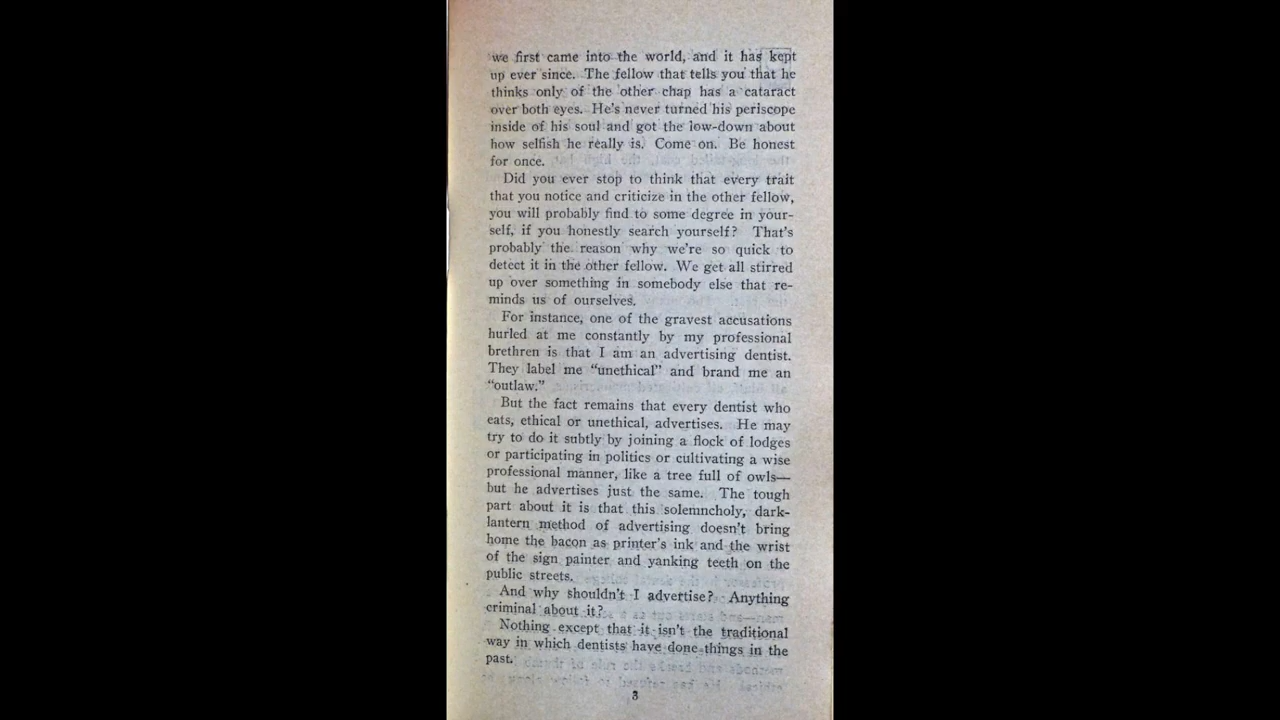 we first came into the world, and it has kept
up ever since. The fellow that tells you that he
thinks only of the other chap has a cataract
over both eyes. He's never turned his periscope
inside of his soul and got the low-down about
how selfish he really is. Come on. Be honest
for once.
Did you ever stop to think that every trait
that you notice and criticize in the other fellow,
you will probably find to some degree in your-
self, if you honestly search yourself? That's
probably the reason why we're so quick to
detect it in the other fellow. We get all stirred
up over something in somebody else that re-
minds us of ourselves.
For instance, one of the gravest accusations
hurled at me constantly by my professional
brethren is that I am an advertising dentist.
They label me "unethical" and brand me an
"outlaw."
But the fact remains that every dentist who
eats, ethical or unethical, advertises. He may
try to do it subtly by joining a flock of lodges
or participating in politics or cultivating a wise
professional manner, like a tree full of owls—
but he advertises just the same. The tough
part about it is that this solemncholy, dark-
lantern method of advertising doesn't bring
home the bacon as printer's ink and the wrist
of the sign painter and yanking teeth on the
public streets.
And why shouldn't I advertise? Anything
criminal about it?
Nothing except that it isn't the traditional
way in which dentists have done things in the
past.
3